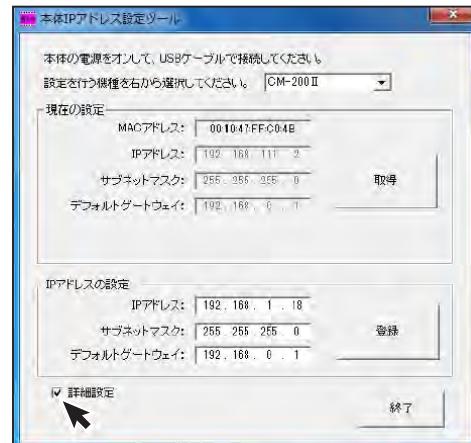 本体IPアドレス設定ツール
本体の電源をオンして、USBケーブルで接続してください。
設定を行う機種を右から選択してください。 CM-200Ⅱ
現在の設定
MACアドレス: 00:10:47:FF:C0:4B
IPアドレス: 192 . 168 . 111 . 2
サブネットマスク: 255 . 255 . 255 . 0
デフォルトゲートウェイ: 192 . 168 . 0 . 1
取得
IPアドレスの設定
IPアドレス: 192 . 168 . 1 . 18
サブネットマスク: 255 . 255 . 255 . 0
デフォルトゲートウェイ: 192 . 168 . 0 . 1
登録
詳細設定
終了